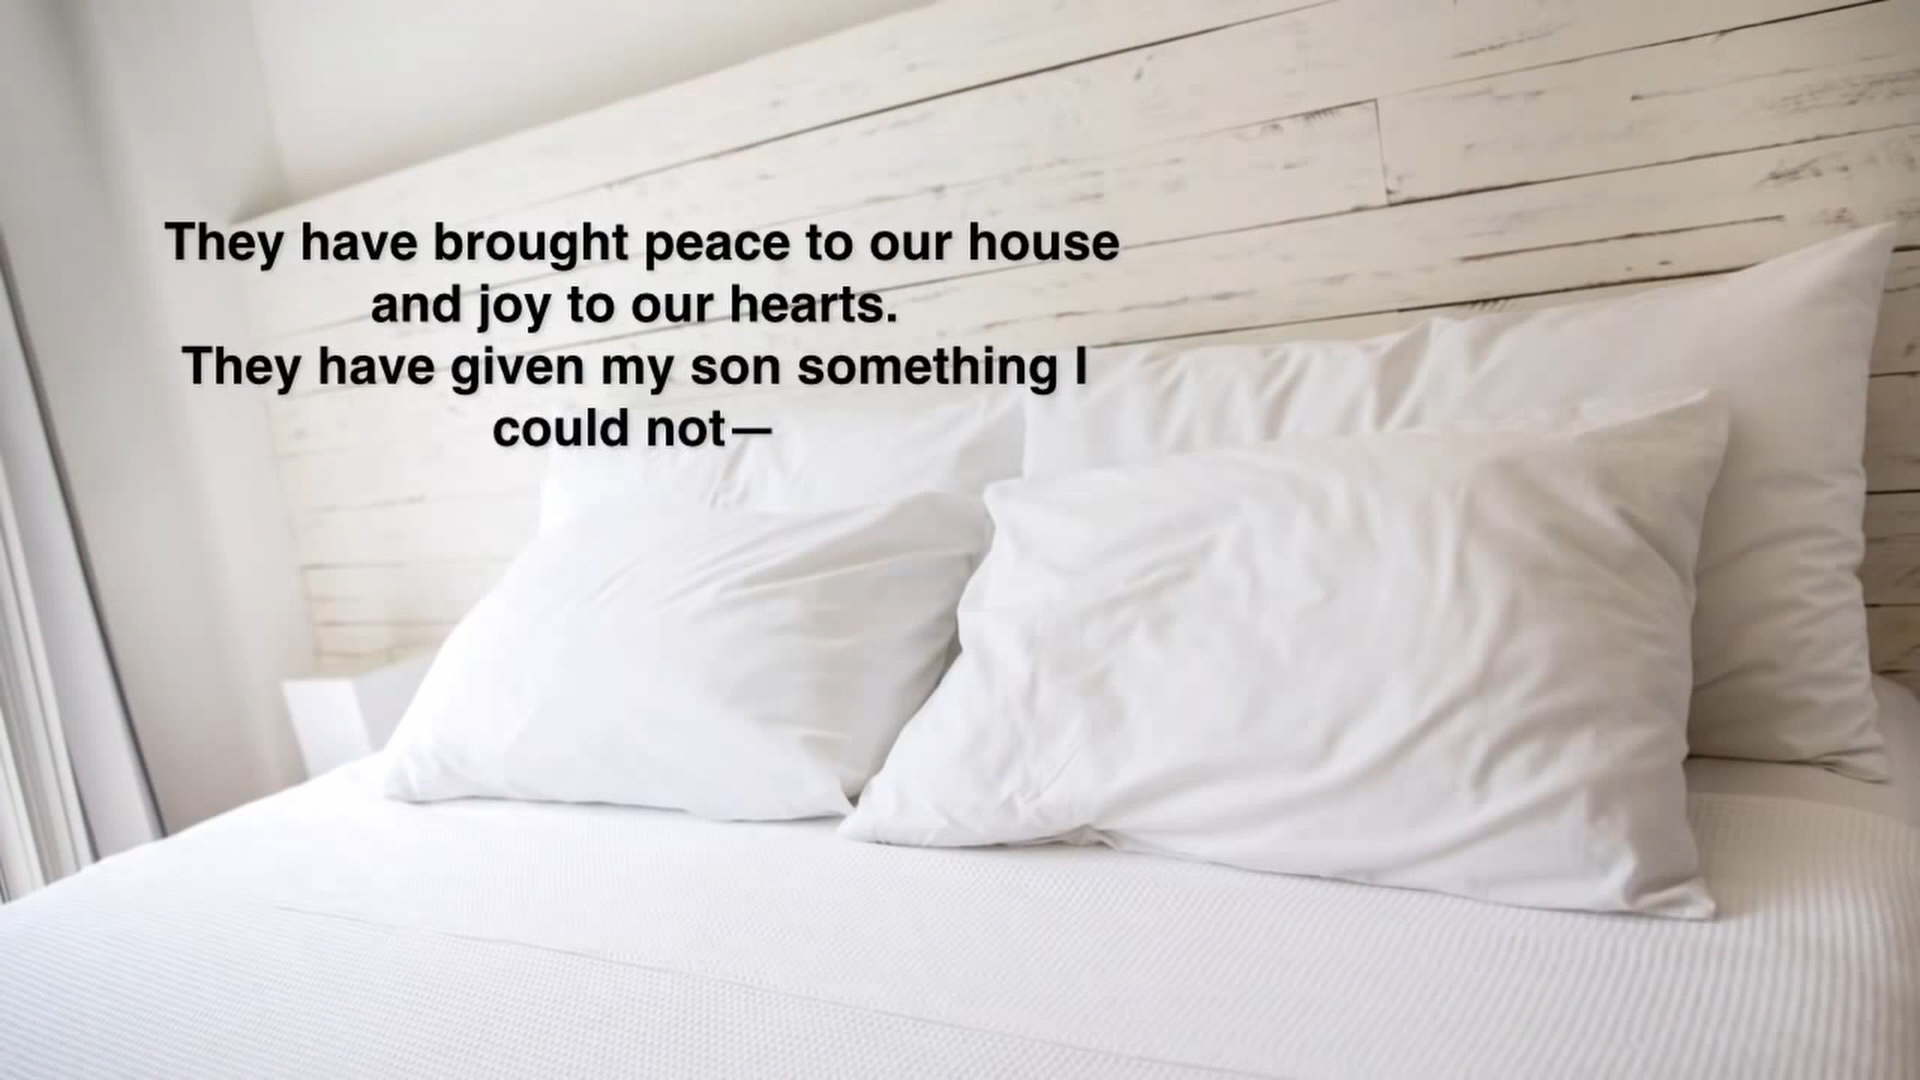 They have brought peace to our house
and joy to our hearts.
They have given my son something I
could not—